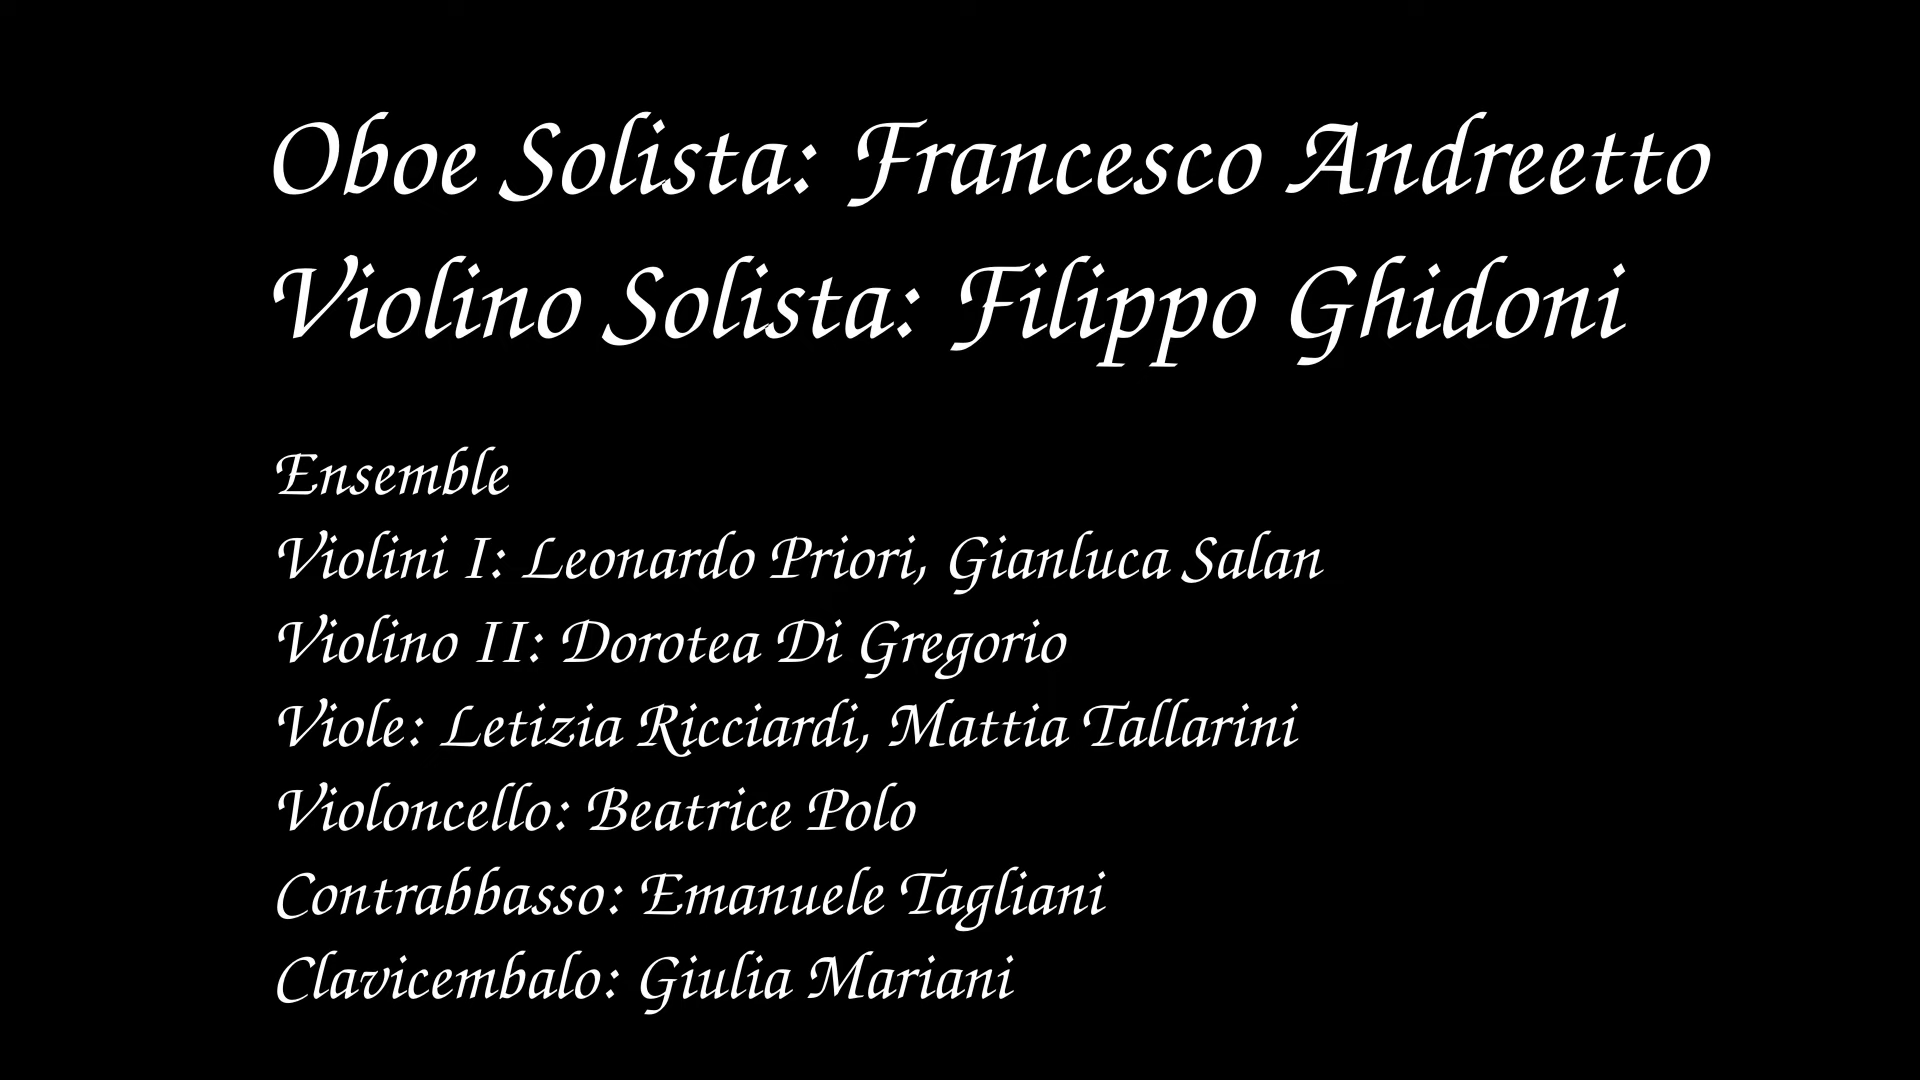 Oboe Solista: Francesco Andreetto
Violino Solista: Filippo Ghidoni
Ensemble
Violini I: Leonardo Priori, Gianluca Salan
Violino II: Dorotea Di Gregorio
Viole: Letizia Ricciardi, Mattia Tallarini
Violoncello: Beatrice Polo
Contrabbasso: Emanuele Tagliani
Clavicembalo: Giulia Mariani